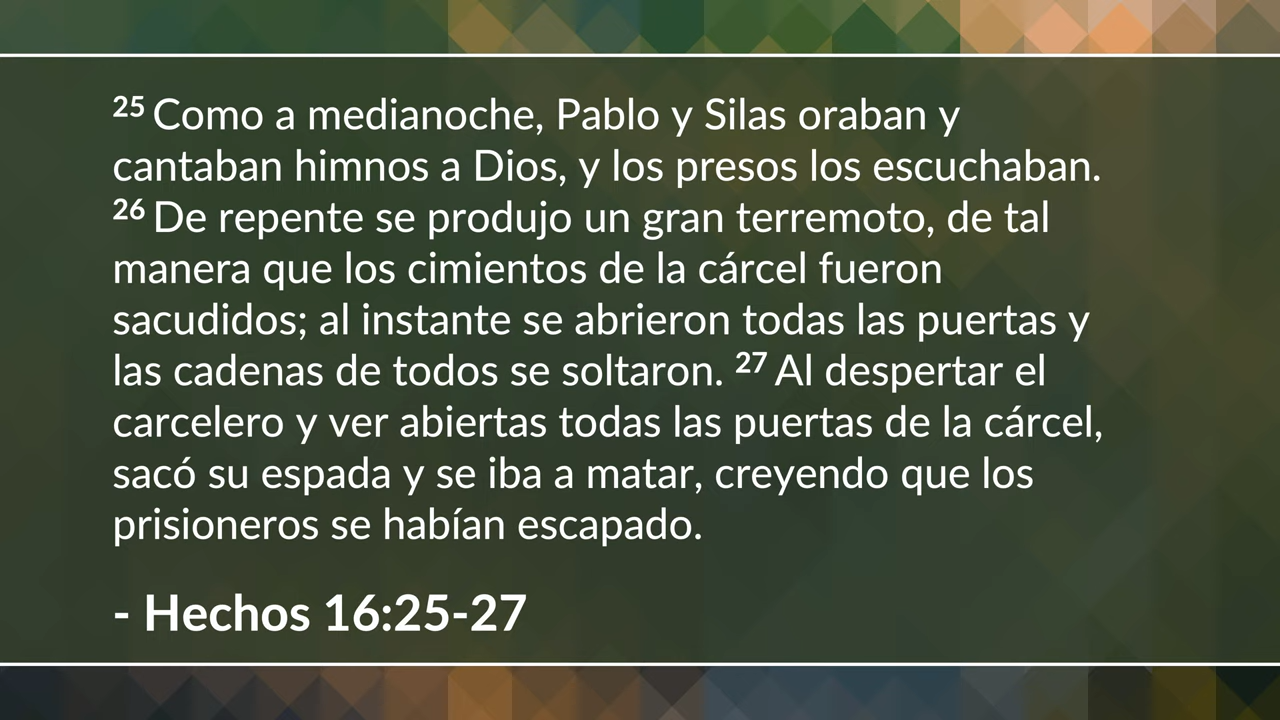 25 Como a medianoche, Pablo y Silas oraban y
cantaban himnos a Dios, y los presos los escuchaban.
26 De repente se produjo un gran terremoto, de tal
manera que los cimientos de la cárcel fueron
sacudidos; al instante se abrieron todas las puertas y
las cadenas de todos se soltaron. 27 Al despertar el
carcelero y ver abiertas todas las puertas de la cárcel,
sacó su espada y se iba a matar, creyendo que los
prisioneros se habían escapado.
- Hechos 16:25-27